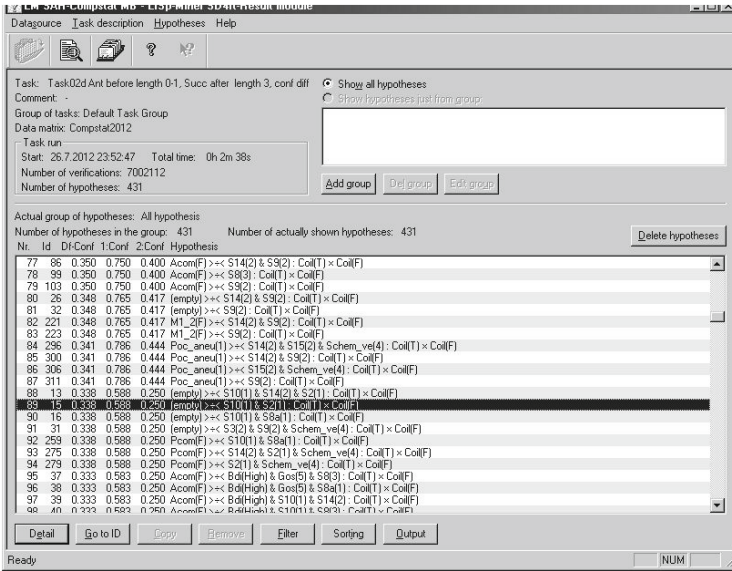 LM SAR-Compstat MB - LISp-Miner SD4ft-Result module
Datasource Task description Hypotheses Help
Task: Task02d Ant before length 0-1, Succ after length 3, conf diff
Comment: -
Group of tasks: Default Task Group
Data matrix: Compstat2012
Task run
Start: 26.7.2012 23:52:47 Total time: 0h 2m 38s
Number of verifications: 7002112
Number of hypotheses: 431
Show all hypotheses
Show hypotheses just from group:
Add group Del group Edit group
Actual group of hypotheses: All hypothesis
Number of hypotheses in the group: 431 Number of actually shown hypotheses: 431
Delete hypotheses
Nr. Id Df-Conf 1:Conf 2:Conf Hypothesis
77 86 0.350 0.750 0.400 Acom(F) >÷< S14(2) & S9(2) : Coil(T) × Coil(F)
78 99 0.350 0.750 0.400 Acom(F) >÷< S8(3) : Coil(T) × Coil(F)
79 103 0.350 0.750 0.400 Acom(F) >÷< S9(2) : Coil(T) × Coil(F)
80 26 0.348 0.765 0.417 (empty) >÷< S14(2) & S9(2) : Coil(T) × Coil(F)
81 32 0.348 0.765 0.417 (empty) >÷< S9(2) : Coil(T) × Coil(F)
82 221 0.348 0.765 0.417 M1_2(F) >÷< S14(2) & S9(2) : Coil(T) × Coil(F)
83 223 0.348 0.765 0.417 M1_2(F) >÷< S9(2) : Coil(T) × Coil(F)
84 296 0.341 0.786 0.444 Poc_aneu(1) >÷< S14(2) & S15(2) & Schem_ve(4) : Coil(T) × Coil(F)
85 300 0.341 0.786 0.444 Poc_aneu(1) >÷< S14(2) & S9(2) : Coil(T) × Coil(F)
86 306 0.341 0.786 0.444 Poc_aneu(1) >÷< S15(2) & Schem_ve(4) : Coil(T) × Coil(F)
87 311 0.341 0.786 0.444 Poc_aneu(1) >÷< S9(2) : Coil(T) × Coil(F)
88 13 0.338 0.588 0.250 (empty) >÷< S10(1) & S14(2) & S2(1) : Coil(T) × Coil(F)
89 15 0.338 0.588 0.250 (empty) >÷< S10(1) & S2(1) : Coil(T) × Coil(F)
90 16 0.338 0.588 0.250 (empty) >÷< S10(1) & S8a(1) : Coil(T) × Coil(F)
91 31 0.338 0.588 0.250 (empty) >÷< S3(2) & S9(2) & Schem_ve(4) : Coil(T) × Coil(F)
92 259 0.338 0.588 0.250 Pcom(F) >÷< S10(1) & S8a(1) : Coil(T) × Coil(F)
93 275 0.338 0.588 0.250 Pcom(F) >÷< S14(2) & S2(1) & Schem_ve(4) : Coil(T) × Coil(F)
94 279 0.338 0.588 0.250 Pcom(F) >÷< S2(1) & Schem_ve(4) : Coil(T) × Coil(F)
95 37 0.333 0.583 0.250 Acom(F) >÷< Bdi(High) & Gos(5) & S8(3) : Coil(T) × Coil(F)
96 38 0.333 0.583 0.250 Acom(F) >÷< Bdi(High) & Gos(5) & S8a(1) : Coil(T) × Coil(F)
97 39 0.333 0.583 0.250 Acom(F) >÷< Bdi(High) & S10(1) & S14(2) : Coil(T) × Coil(F)
98 40 0.333 0.583 0.250 Acom(F) >÷< Bdi(High) & S10(1) & S8(3) : Coil(T) × Coil(F)
Detail Go to ID Copy Remove Filter Sorting Output
Ready NUM